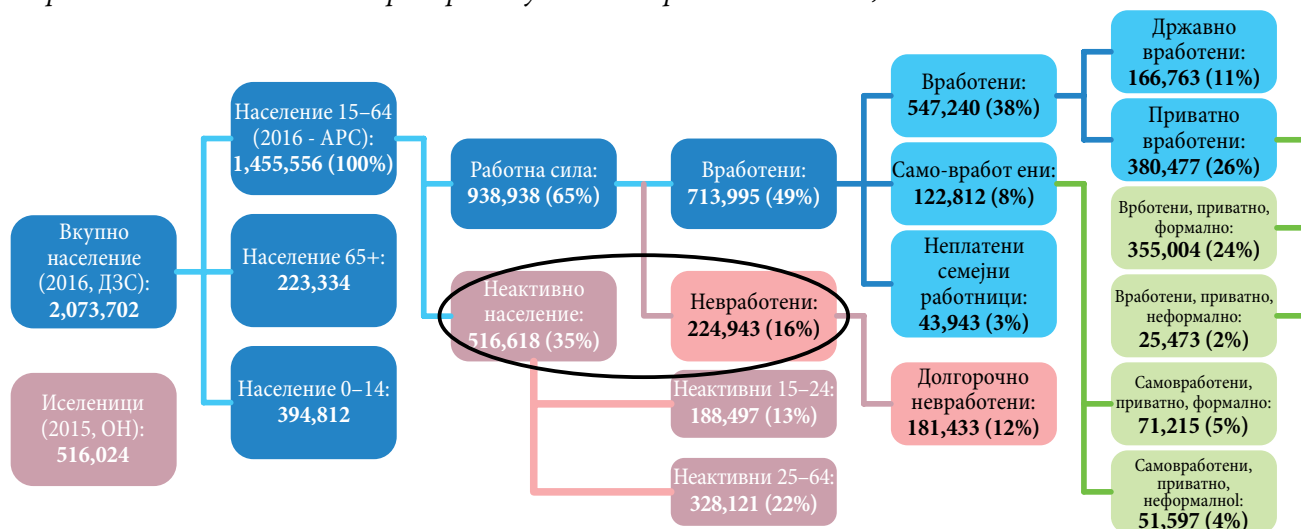 Вкупно
население
(2016, ДЗС):
2,073,702
Иселеници
(2015, ОН):
516,024
Население 15–64
(2016 - АРС):
1,455,556 (100%)
Население 65+:
223,334
Население 0–14:
394,812
Работна сила:
938,938 (65%)
Неактивно
население:
516,618 (35%)
Вработени:
713,995 (49%)
Невработени:
224,943 (16%)
Неактивни 15–24:
188,497 (13%)
Неактивни 25–64:
328,121 (22%)
Вработени:
547,240 (38%)
Само-вработ ени:
122,812 (8%)
Неплатени
семејни
работници:
43,943 (3%)
Долгорочно
невработени:
181,433 (12%)
Државно
вработени:
166,763 (11%)
Приватно
вработени:
380,477 (26%)
Врботени, приватно,
формално:
355,004 (24%)
Вработени, приватно,
неформално:
25,473 (2%)
Самовработени,
приватно, формално:
71,215 (5%)
Самовработени,
приватно,
неформалноl:
51,597 (4%)